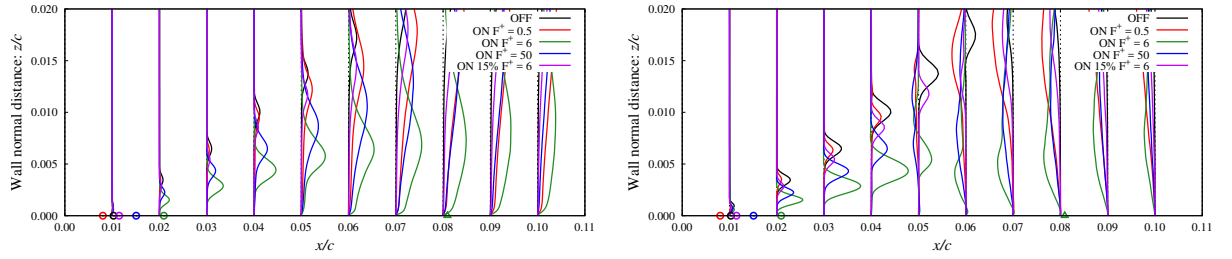 Wall normal distance: z/c
0.020
0.015
0.010
0.005
0.000
OFF
ON F+ = 0.5
ON F+ = 6
ON F+ = 50
ON 15% F+ = 6
0.00 0.01 0.02 0.03 0.04 0.05 0.06 0.07 0.08 0.09 0.10 0.11
x/c
Wall normal distance: z/c
0.020
0.015
0.010
0.005
0.000
OFF
ON F+ = 0.5
ON F+ = 6
ON F+ = 50
ON 15% F+ = 6
0.00 0.01 0.02 0.03 0.04 0.05 0.06 0.07 0.08 0.09 0.10 0.11
x/c